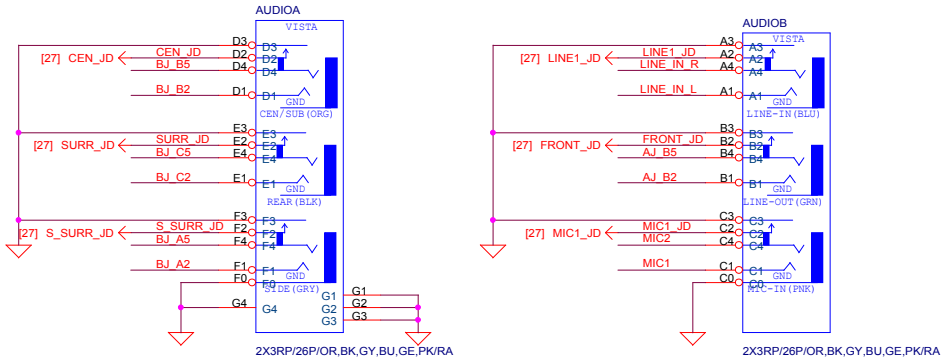 AUDIOA
VISTA
D3 D3
[27] CEN_JD CEN_JD D2 D2
BJ_B5 D4 D4
BJ_B2 D1 D1
GND
CEN/SUB(ORG)
E3 E3
[27] SURR_JD SURR_JD E2 E2
BJ_C5 E4 E4
BJ_C2 E1 E1
GND
REAR(BLK)
F3 F3
[27] S_SURR_JD S_SURR_JD F2 F2
BJ_A5 F4 F4
BJ_A2 F1 F1
GND
F0 F0
SIDE(GRY)
G4 G4
G1 G1
G2 G2
G3 G3
2X3RP/26P/OR,BK,GY,BU,GE,PK/RA
AUDIOB
VISTA
A3 A3
[27] LINE1_JD LINE1_JD A2 A2
LINE_IN_R A4 A4
LINE_IN_L A1 A1
GND
LINE-IN(BLU)
B3 B3
[27] FRONT_JD FRONT_JD B2 B2
AJ_B5 B4 B4
AJ_B2 B1 B1
GND
LINE-OUT(GRN)
C3 C3
[27] MIC1_JD MIC1_JD C2 C2
MIC2 C4 C4
MIC1 C1 C1
GND
C0 C0
MIC-IN(PNK)
2X3RP/26P/OR,BK,GY,BU,GE,PK/RA